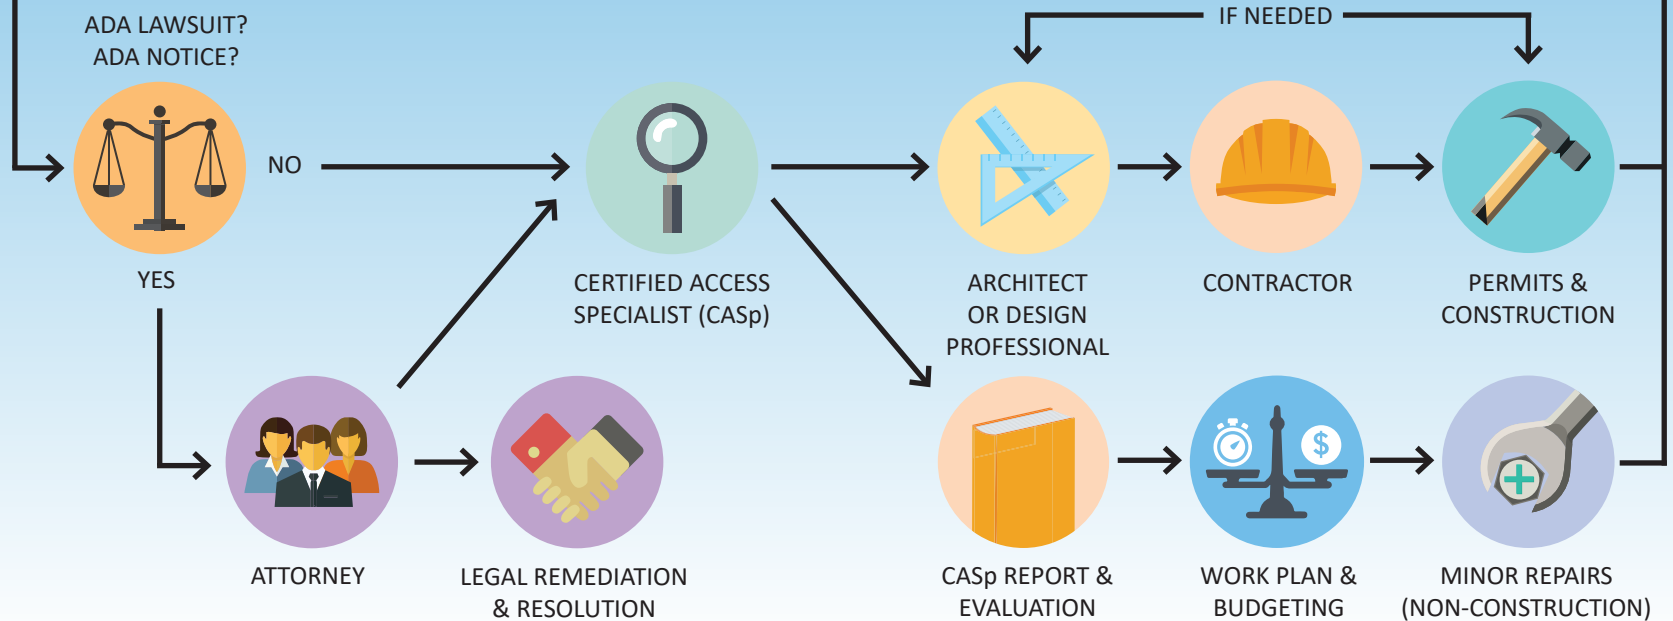 ADA LAWSUIT?
ADA NOTICE?
IF NEEDED
NO
YES
CERTIFIED ACCESS
SPECIALIST (CASp)
ARCHITECT
OR DESIGN
PROFESSIONAL
CONTRACTOR
PERMITS &
CONSTRUCTION
$
ATTORNEY
LEGAL REMEDIATION
& RESOLUTION
CASp REPORT &
EVALUATION
WORK PLAN &
BUDGETING
MINOR REPAIRS
(NON-CONSTRUCTION)